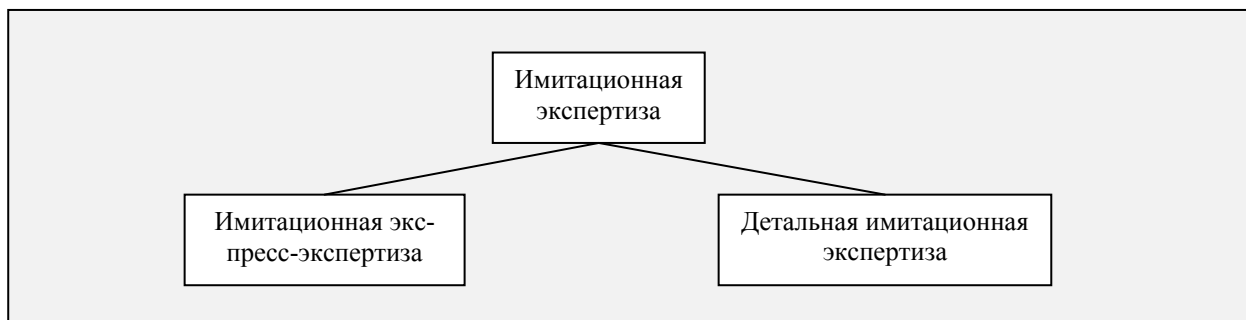 Имитационная
экспертиза
Имитационная экс-
пресс-экспертиза
Детальная имитационная
экспертиза